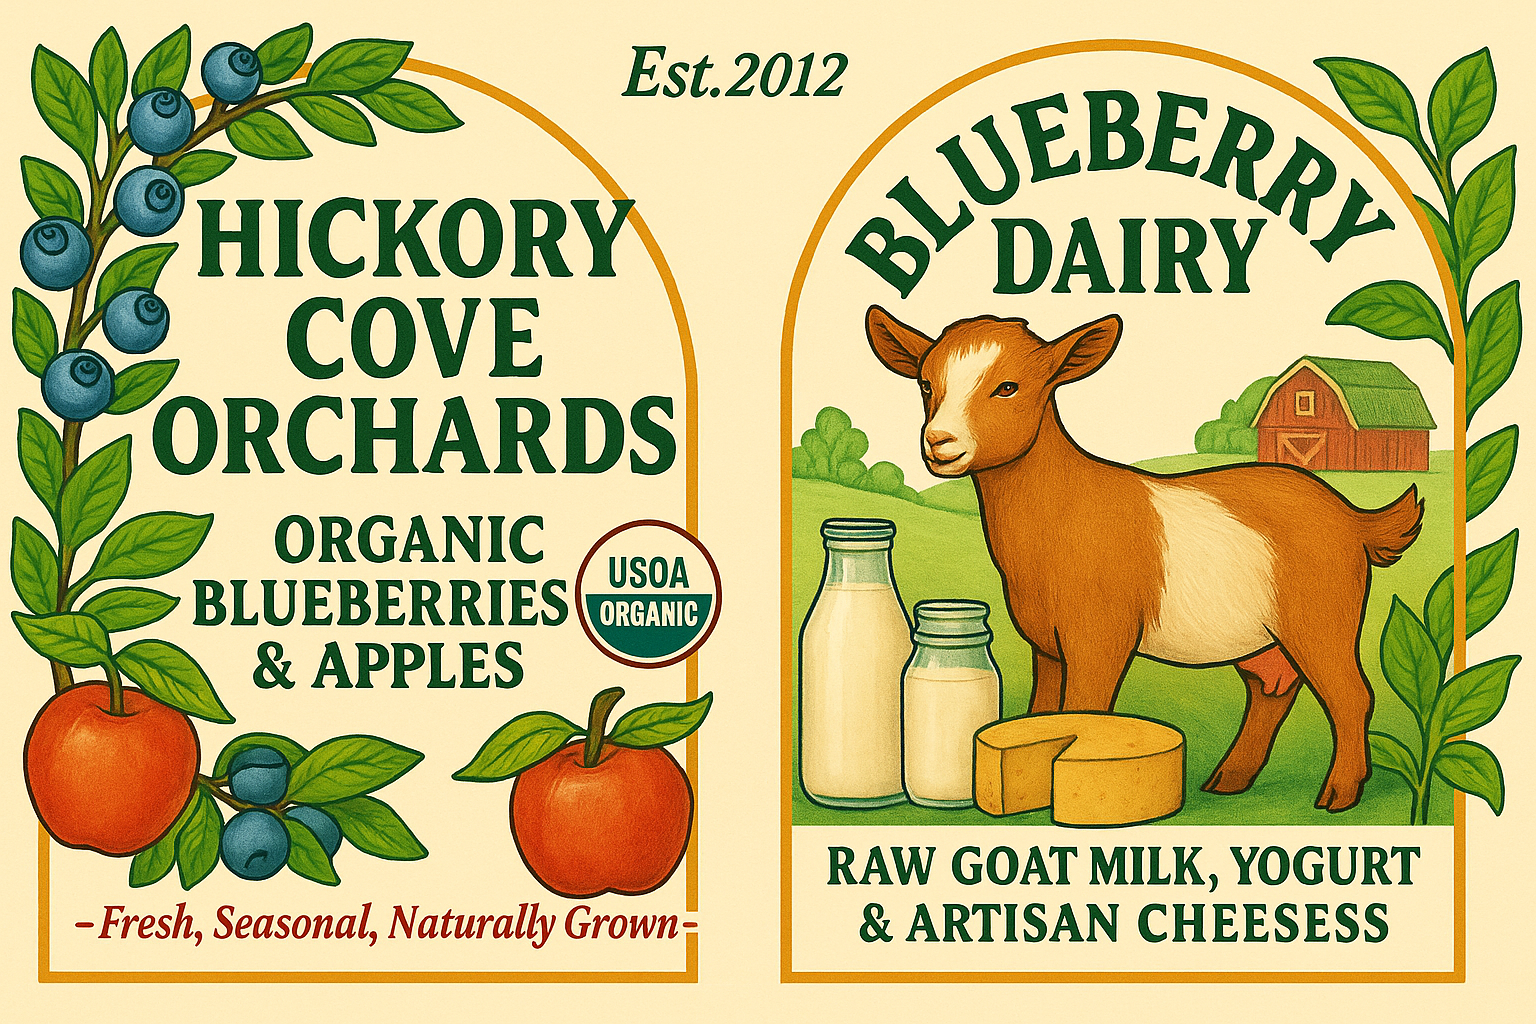 Est. 2012
HICKORY
COVE
ORCHARDS
ORGANIC
BLUEBERRIES
& APPLES
USOA
ORGANIC
-Fresh, Seasonal, Naturally Grown-
BLUEBERRY
DAIRY
RAW GOAT MILK, YOGURT
& ARTISAN CHEESESS